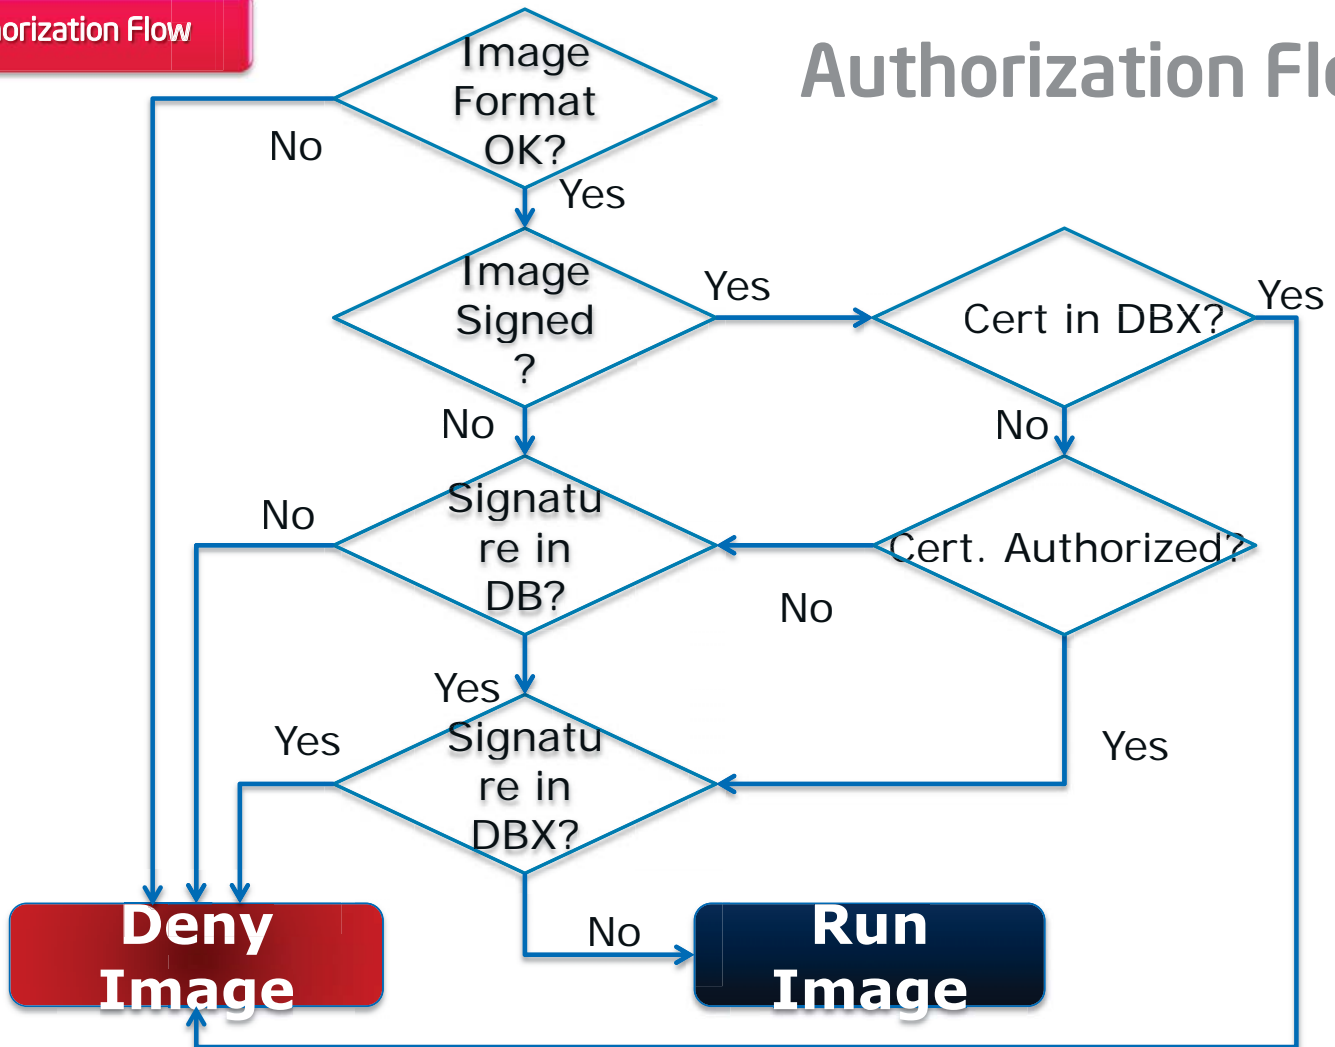 orization Flow
Authorization Flo
Image
Format
OK?
No
Yes
Image
Signed
?
Yes
Cert in DBX?
Yes
No
No
Signatu
re in
DB?
No
Cert. Authorized?
No
Yes
Signatu
re in
DBX?
Yes
Yes
No
Deny
Image
Run
Image